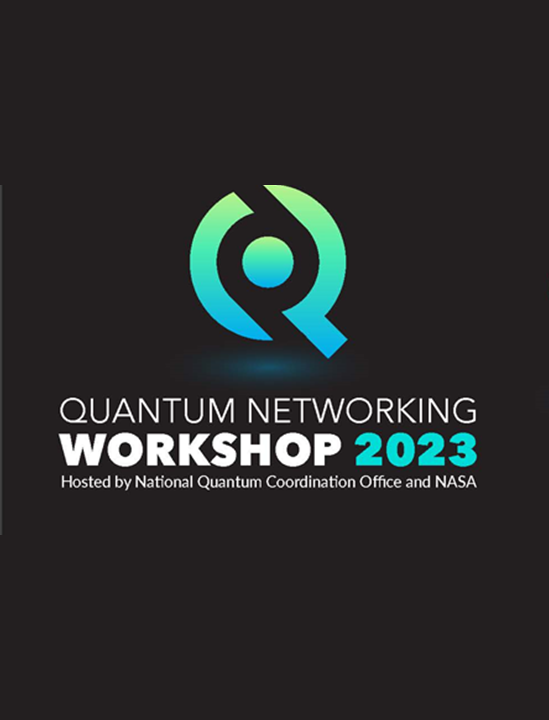 QUANTUM NETWORKING
WORKSHOP 2023
Hosted by National Quantum Coordination Office and NASA